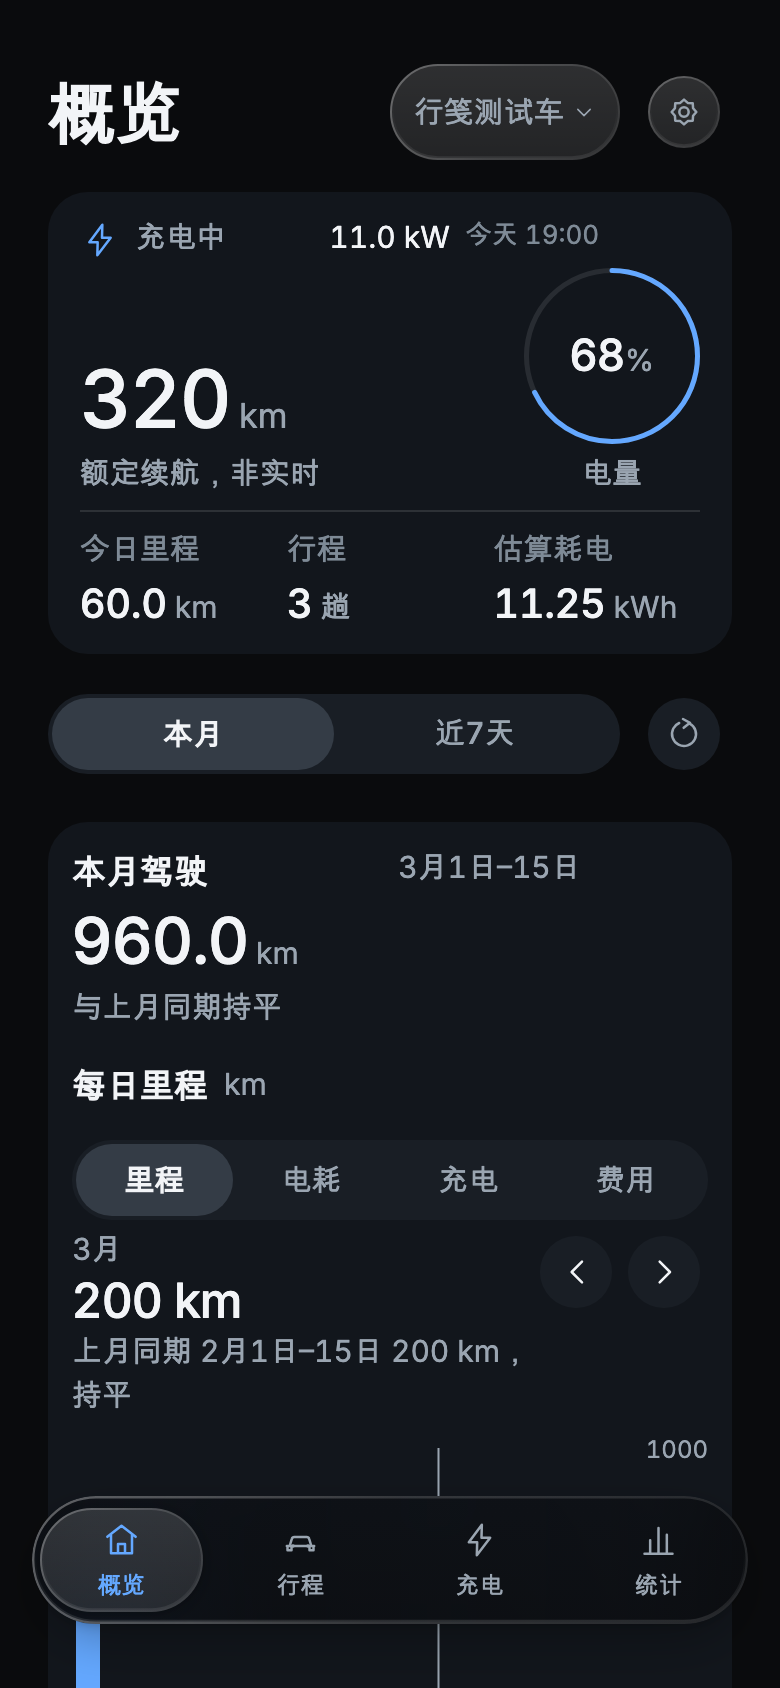 概览
行笺测试车
充电中 11.0 kW 今天 19:00
68%
320 km
额定续航，非实时
电量
今日里程 行程 估算耗电
60.0 km 3 趟 11.25 kWh
本月 近7天
本月驾驶 3月1日–15日
960.0 km
与上月同期持平
每日里程 km
里程 电耗 充电 费用
3月
200 km
上月同期 2月1日–15日 200 km，
持平
1000
概览 行程 充电 统计